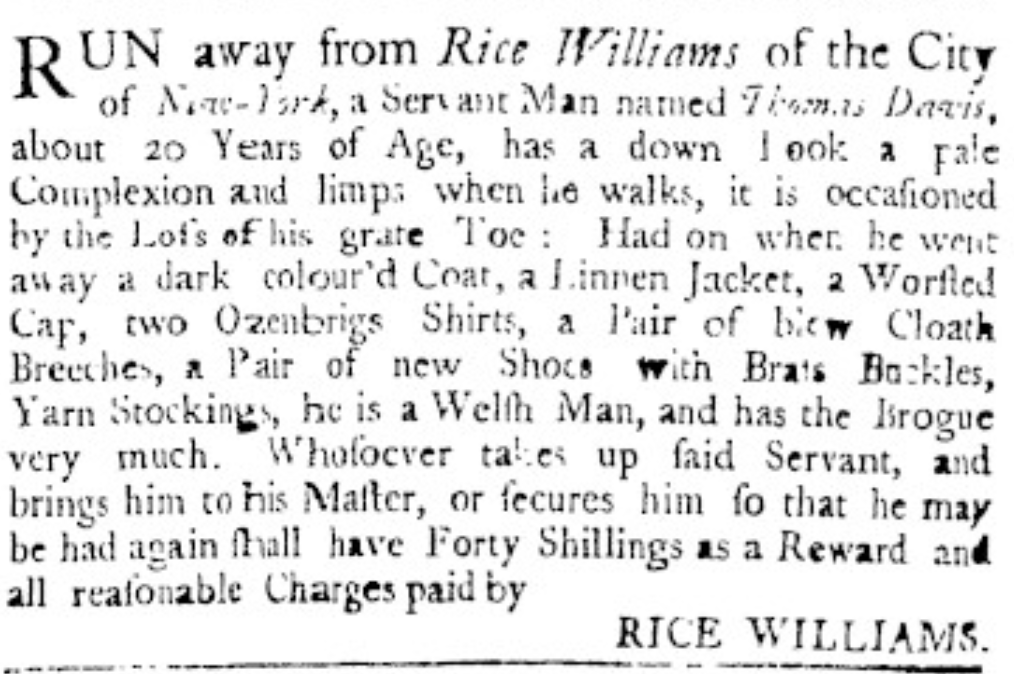 RUN away from Rice Williams of the City
of New-York, a Servant Man named Thomas Davis,
about 20 Years of Age, has a down Look a pale
Complexion and limps when he walks, it is occaſioned
by the Loſs of his grate Toe: Had on when he went
away a dark colour'd Coat, a Linnen Jacket, a Worſted
Cap, two Ozenbrigs Shirts, a Pair of blew Cloath
Breeches, a Pair of new Shoes with Braſs Buckles,
Yarn Stockings, he is a Welſh Man, and has the Brogue
very much. Whoſoever takes up ſaid Servant, and
brings him to his Maſter, or ſecures him ſo that he may
be had again ſhall have Forty Shillings as a Reward and
all reaſonable Charges paid by
RICE WILLIAMS.